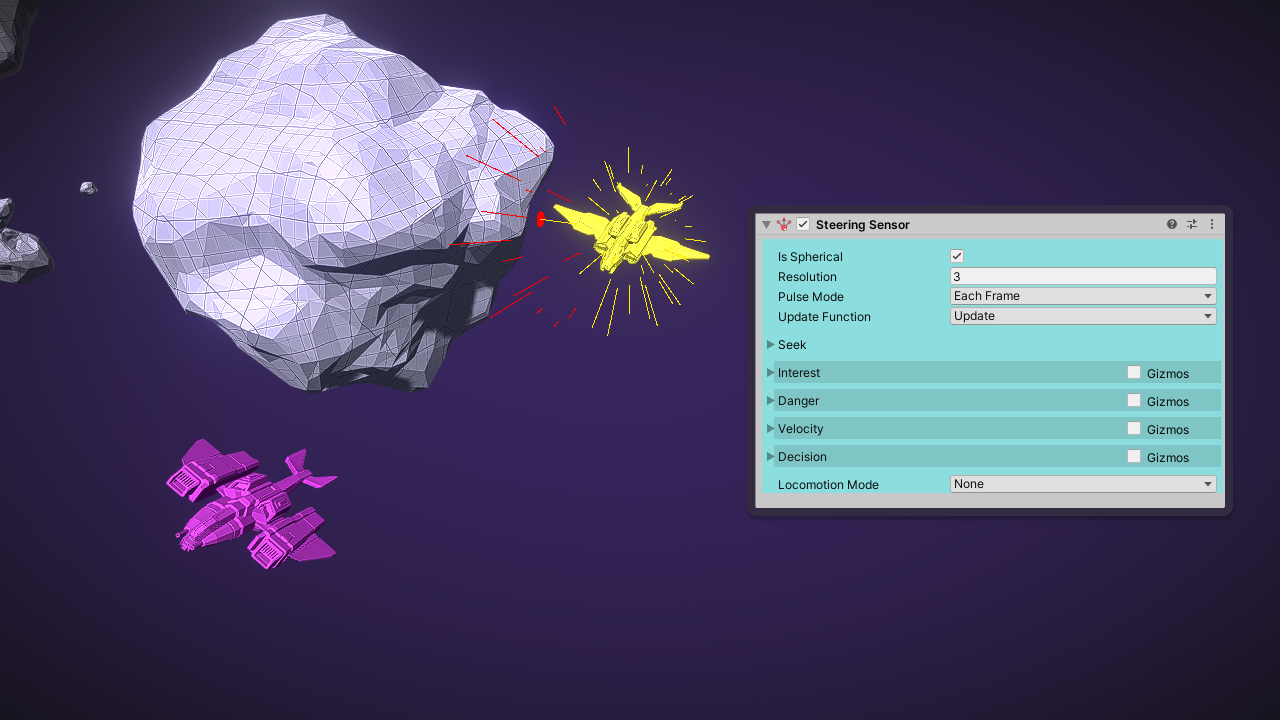 Steering Sensor
Is Spherical
Resolution 3
Pulse Mode Each Frame
Update Function Update
Seek
Interest Gizmos
Danger Gizmos
Velocity Gizmos
Decision Gizmos
Locomotion Mode None